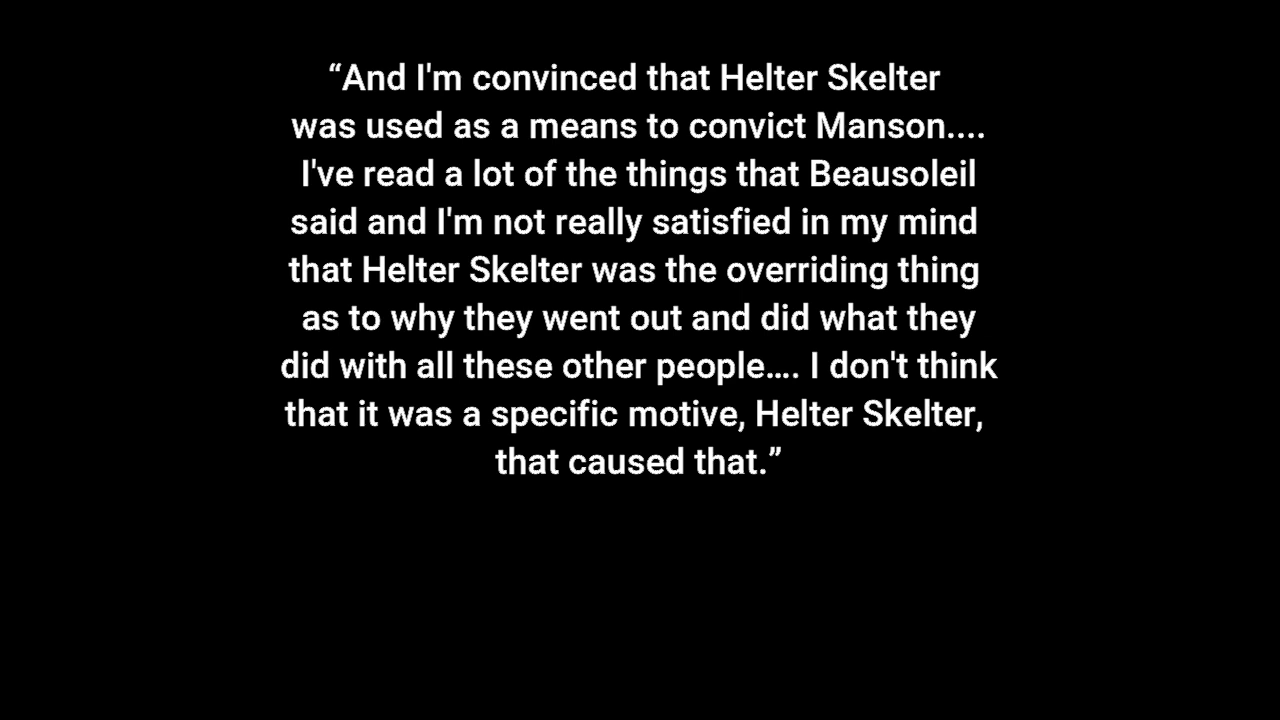 “And I'm convinced that Helter Skelter
was used as a means to convict Manson....
I've read a lot of the things that Beausoleil
said and I'm not really satisfied in my mind
that Helter Skelter was the overriding thing
as to why they went out and did what they
did with all these other people.... I don't think
that it was a specific motive, Helter Skelter,
that caused that.”